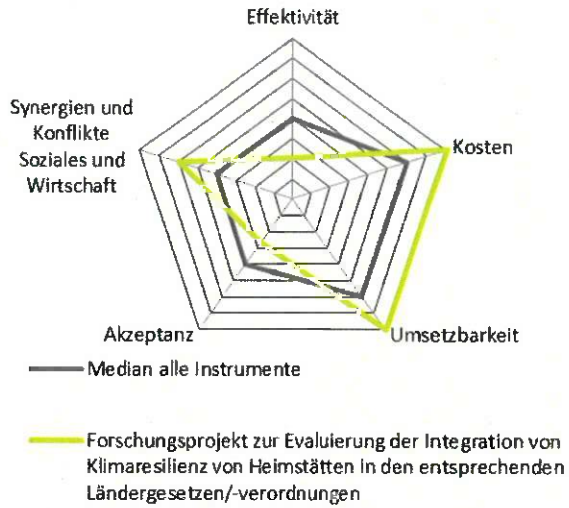 Effektivität
Synergien und
Konflikte
Soziales und
Wirtschaft
Kosten
Akzeptanz
Umsetzbarkeit
Median alle Instrumente
Forschungsprojekt zur Evaluierung der Integration von
Klimaresilienz von Heimstätten in den entsprechenden
Ländergesetzen/-verordnungen